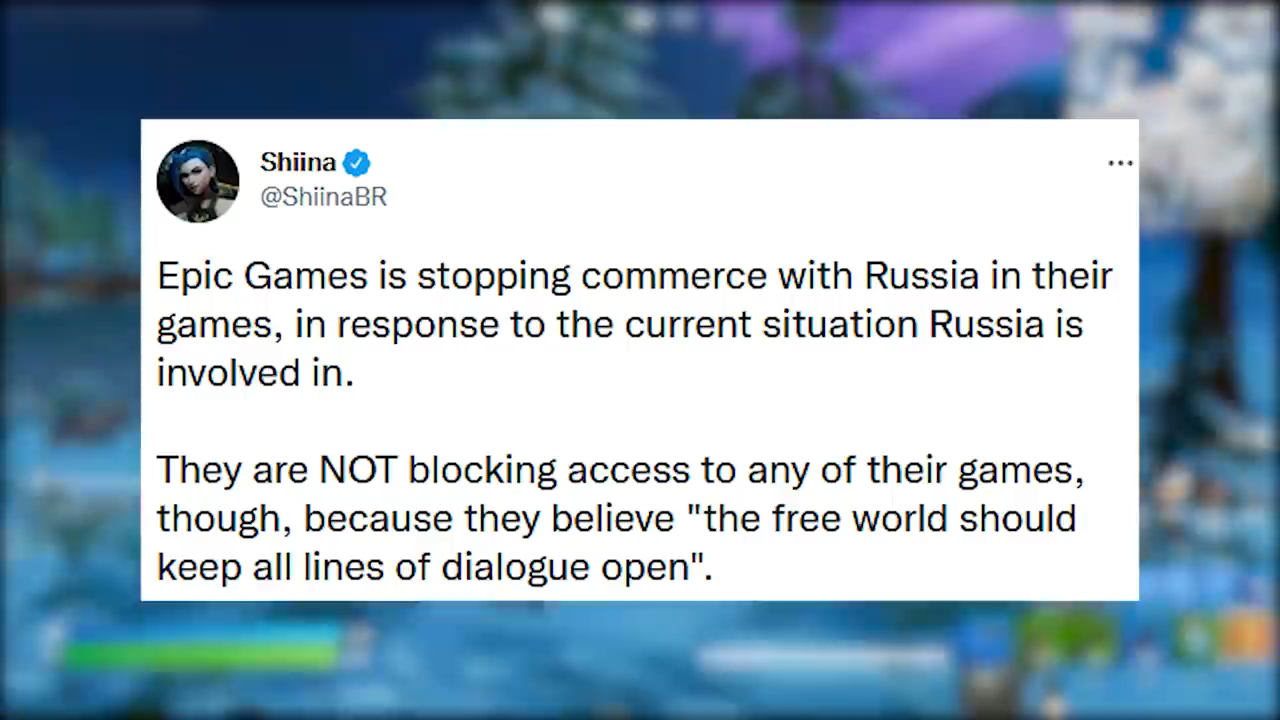 Shiina
@ShiinaBR
Epic Games is stopping commerce with Russia in their
games, in response to the current situation Russia is
involved in.
They are NOT blocking access to any of their games,
though, because they believe "the free world should
keep all lines of dialogue open".